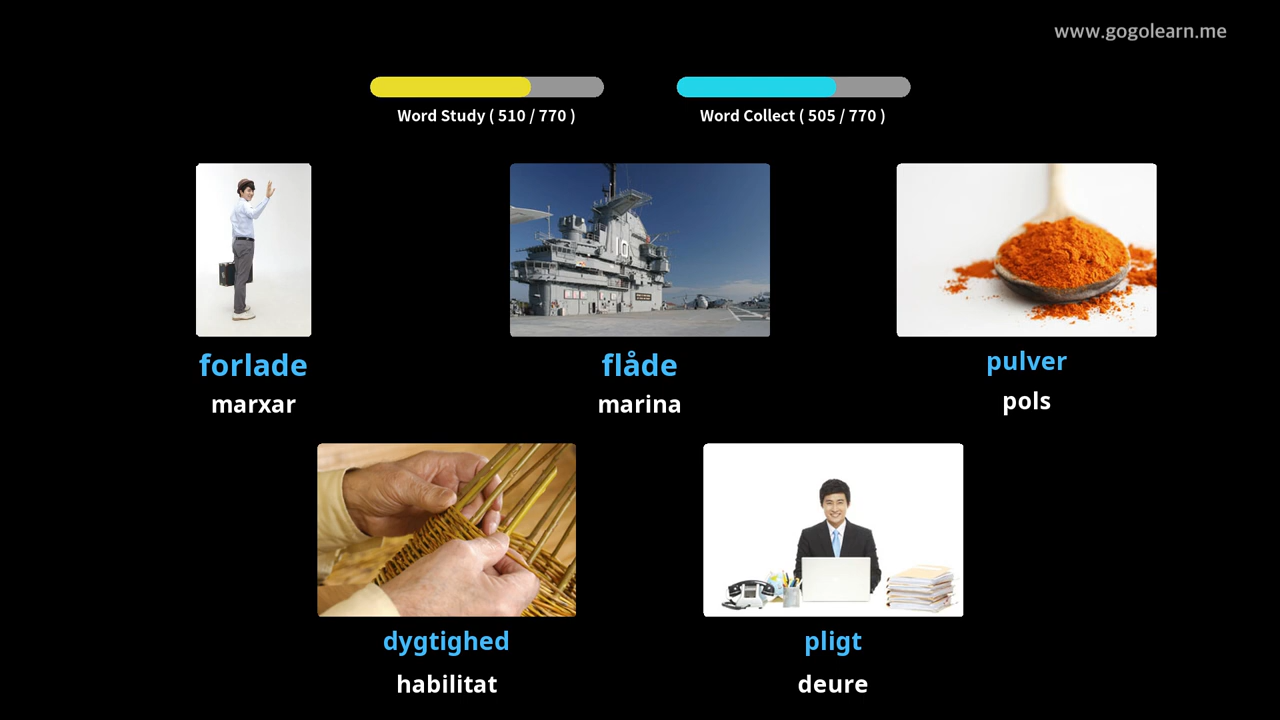 www.gogolearn.me
Word Study ( 510 / 770 )
Word Collect ( 505 / 770 )
forlade
marxar
flåde
marina
pulver
pols
10
dygtighed
habilitat
pligt
deure